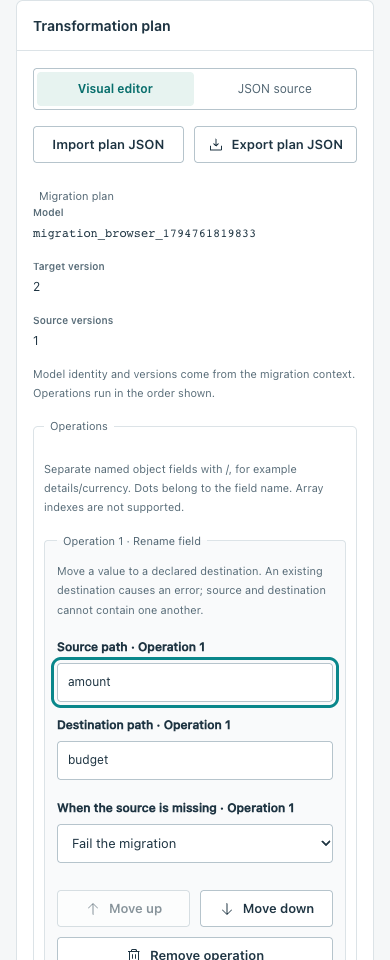 Transformation plan
Visual editor
JSON source
Import plan JSON
Export plan JSON
Migration plan
Model
migration_browser_1794761819833
Target version
2
Source versions
1
Model identity and versions come from the migration context.
Operations run in the order shown.
Operations
Separate named object fields with /, for example
details/currency. Dots belong to the field name. Array
indexes are not supported.
Operation 1 · Rename field
Move a value to a declared destination. An existing
destination causes an error; source and destination
cannot contain one another.
Source path · Operation 1
amount
Destination path · Operation 1
budget
When the source is missing · Operation 1
Fail the migration
Move up
Move down
Remove operation